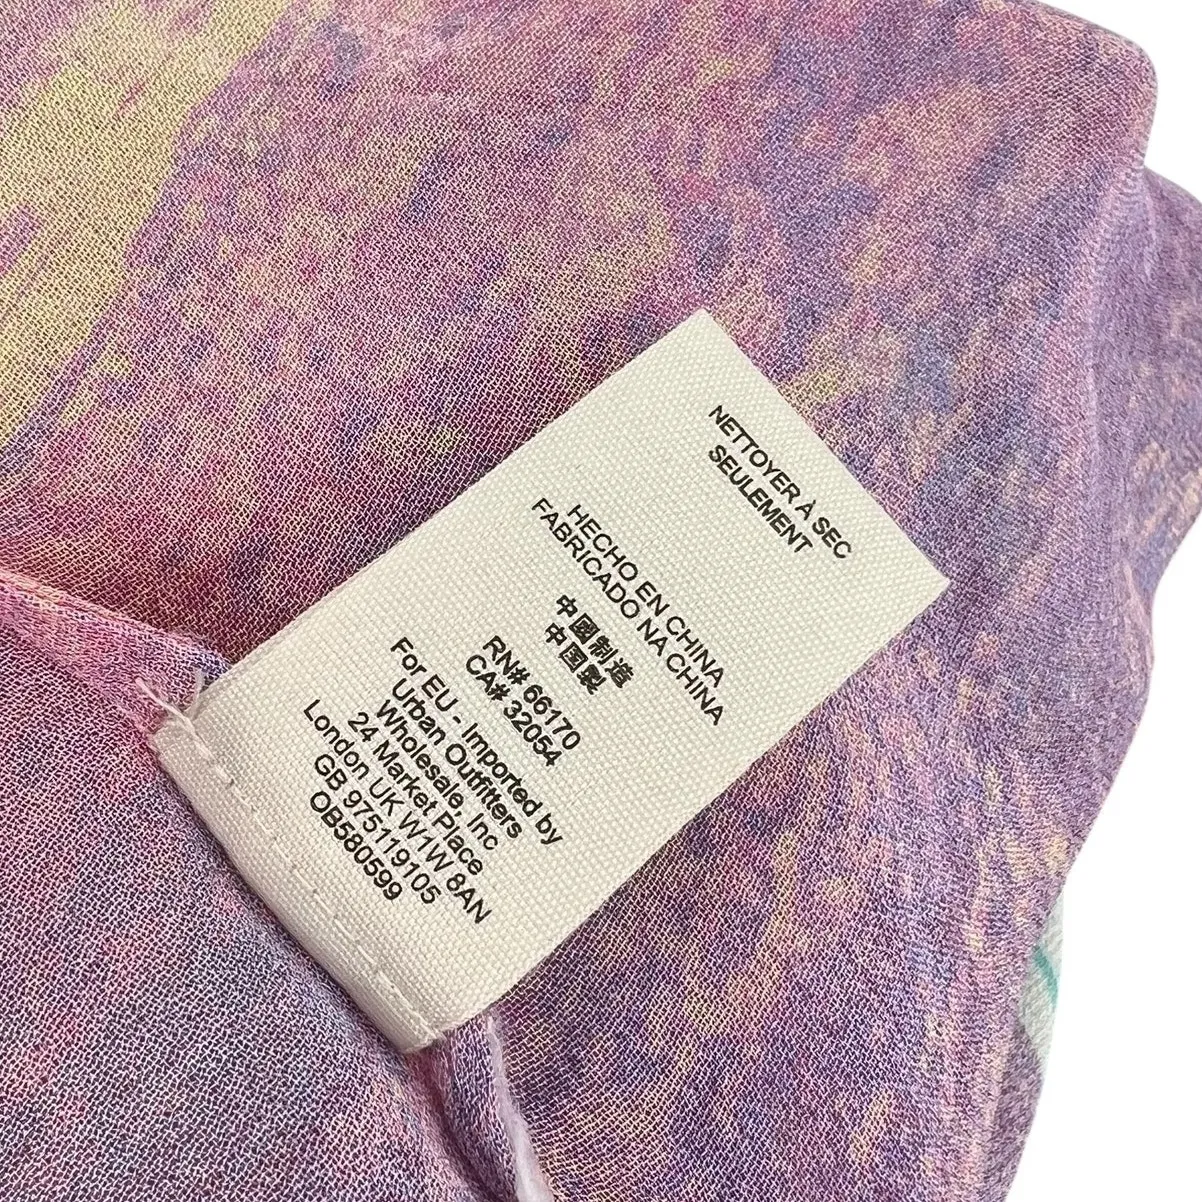 NETTOYER À SEC
SEULEMENT
HECHO EN CHINA
FABRICADO NA CHINA
中國制造
中国製
RN# 66170
CA# 32054
For EU - Imported by
Urban Outfitters
Wholesale, Inc
24 Market Place
London UK W1W 8AN
GB 975119105
OB580599